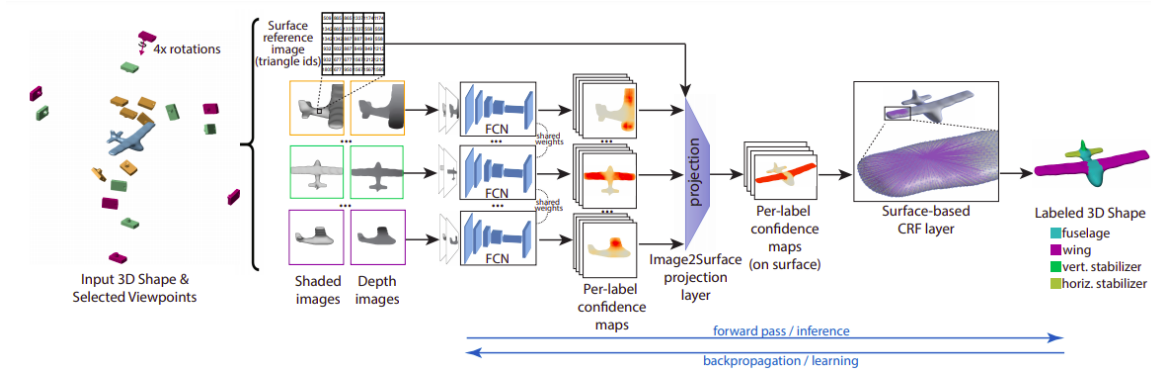 4x rotations
Input 3D Shape &
Selected Viewpoints
Surface
reference
image
(triangle ids)
...
...
Shaded
images
Depth
images
FCN
...
FCN
...
FCN
shared
weights
shared
weights
...
...
Per-label
confidence
maps
projection
Image2Surface
projection
layer
Per-label
confidence
maps
(on surface)
Surface-based
CRF layer
Labeled 3D Shape
fuselage
wing
vert. stabilizer
horiz. stabilizer
forward pass / inference
backpropagation / learning